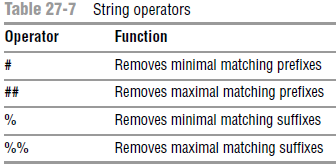 Table 27-7 String operators
Operator Function
# Removes minimal matching prefixes
## Removes maximal matching prefixes
% Removes minimal matching suffixes
%% Removes maximal matching suffixes